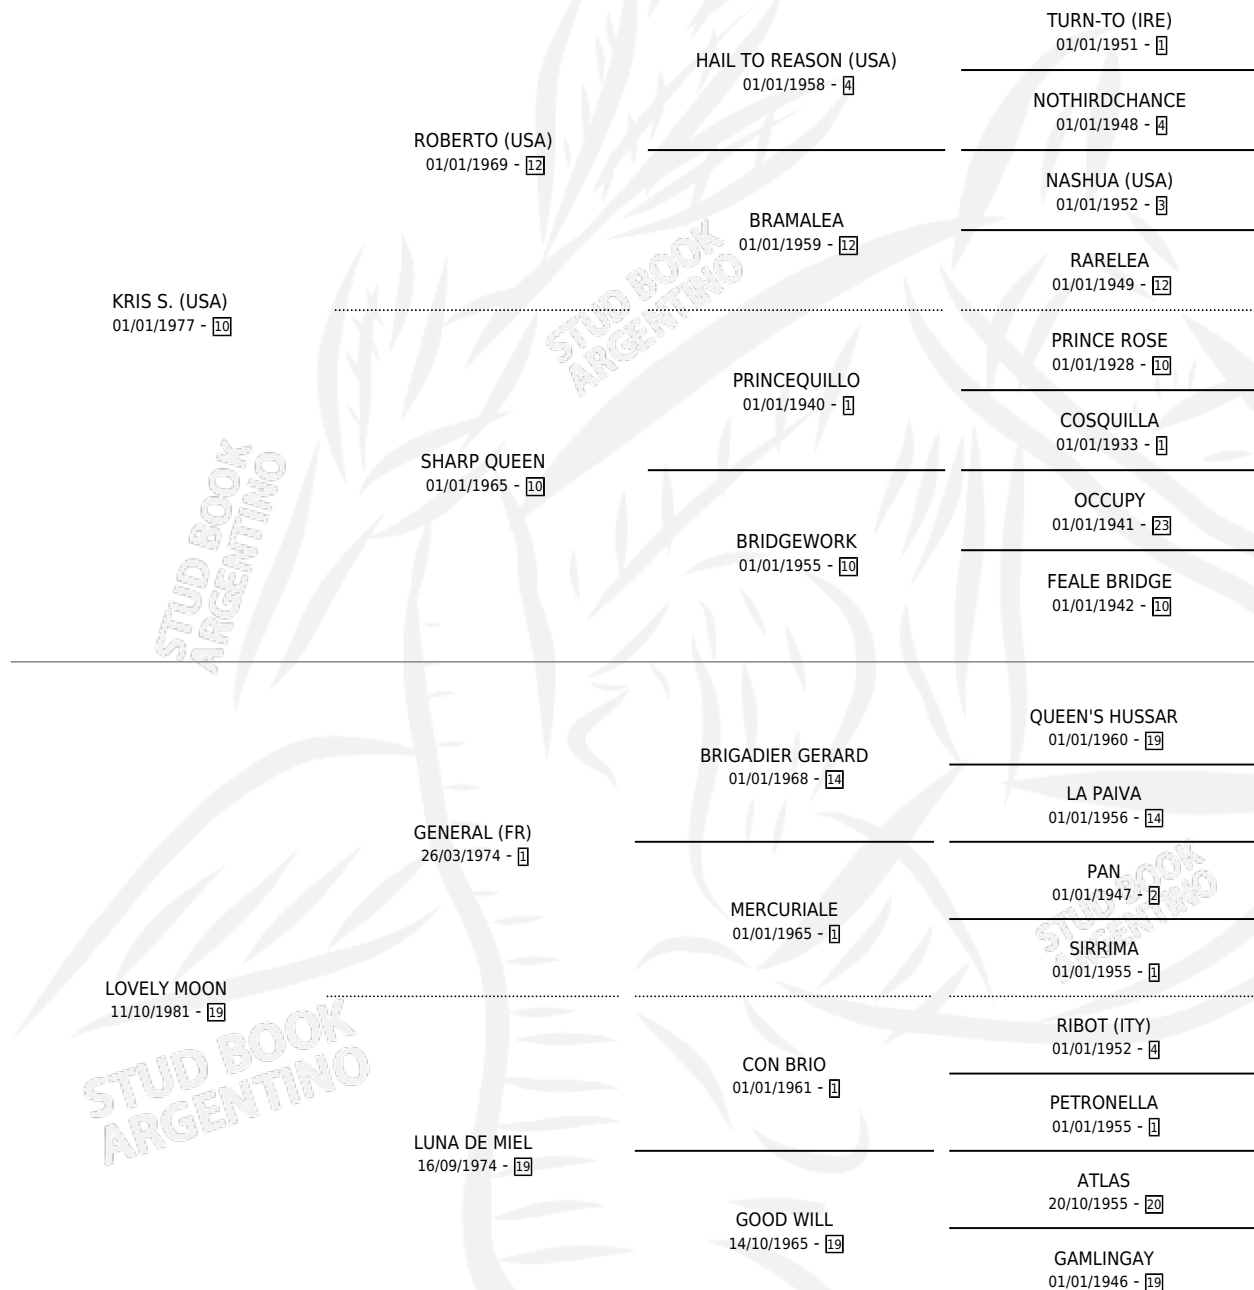 TURN-TO (IRE)
01/01/1951 - 1
HAIL TO REASON (USA)
01/01/1958 - 4
NOTHIRDCHANCE
01/01/1948 - 4
ROBERTO (USA)
01/01/1969 - 12
NASHUA (USA)
01/01/1952 - 3
BRAMALEA
01/01/1959 - 12
RARELEA
01/01/1949 - 12
KRIS S. (USA)
01/01/1977 - 10
PRINCE ROSE
01/01/1928 - 10
PRINCEQUILLO
01/01/1940 - 1
COSQUILLA
01/01/1933 - 1
SHARP QUEEN
01/01/1965 - 10
OCCUPY
01/01/1941 - 23
BRIDGEWORK
01/01/1955 - 10
FEALE BRIDGE
01/01/1942 - 10
QUEEN'S HUSSAR
01/01/1960 - 19
BRIGADIER GERARD
01/01/1968 - 14
LA PAIVA
01/01/1956 - 14
GENERAL (FR)
26/03/1974 - 1
PAN
01/01/1947 - 2
MERCURIALE
01/01/1965 - 1
SIRRIMA
01/01/1955 - 1
LOVELY MOON
11/10/1981 - 19
RIBOT (ITY)
01/01/1952 - 4
CON BRIO
01/01/1961 - 1
PETRONELLA
01/01/1955 - 1
LUNA DE MIEL
16/09/1974 - 19
ATLAS
20/10/1955 - 20
GOOD WILL
14/10/1965 - 19
GAMLINGAY
01/01/1946 - 19
STUD BOOK
ARGENTINO
STUD BOOK
ARGENTINO
STUD BOOK
ARGENTINO
STUD BOOK
ARGENTINO